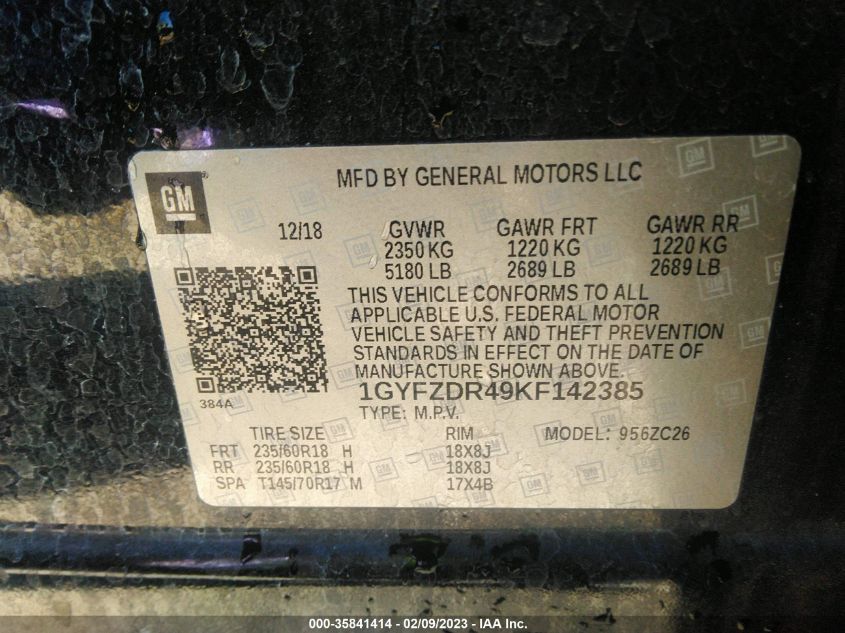 GM
MFD BY GENERAL MOTORS LLC
12/18 GVWR GAWR FRT GAWR RR
2350 KG 1220 KG 1220 KG
5180 LB 2689 LB 2689 LB
THIS VEHICLE CONFORMS TO ALL
APPLICABLE U.S. FEDERAL MOTOR
VEHICLE SAFETY AND THEFT PREVENTION
STANDARDS IN EFFECT ON THE DATE OF
MANUFACTURE SHOWN ABOVE.
384A
1GYFZDR49KF142385
TYPE: M.P.V.
TIRE SIZE RIM MODEL: 956ZC26
FRT 235/60R18 H 18X8J
RR 235/60R18 H 18X8J
SPA T145/70R17 M 17X4B
000-35841414 — 02/09/2023 — IAA Inc.